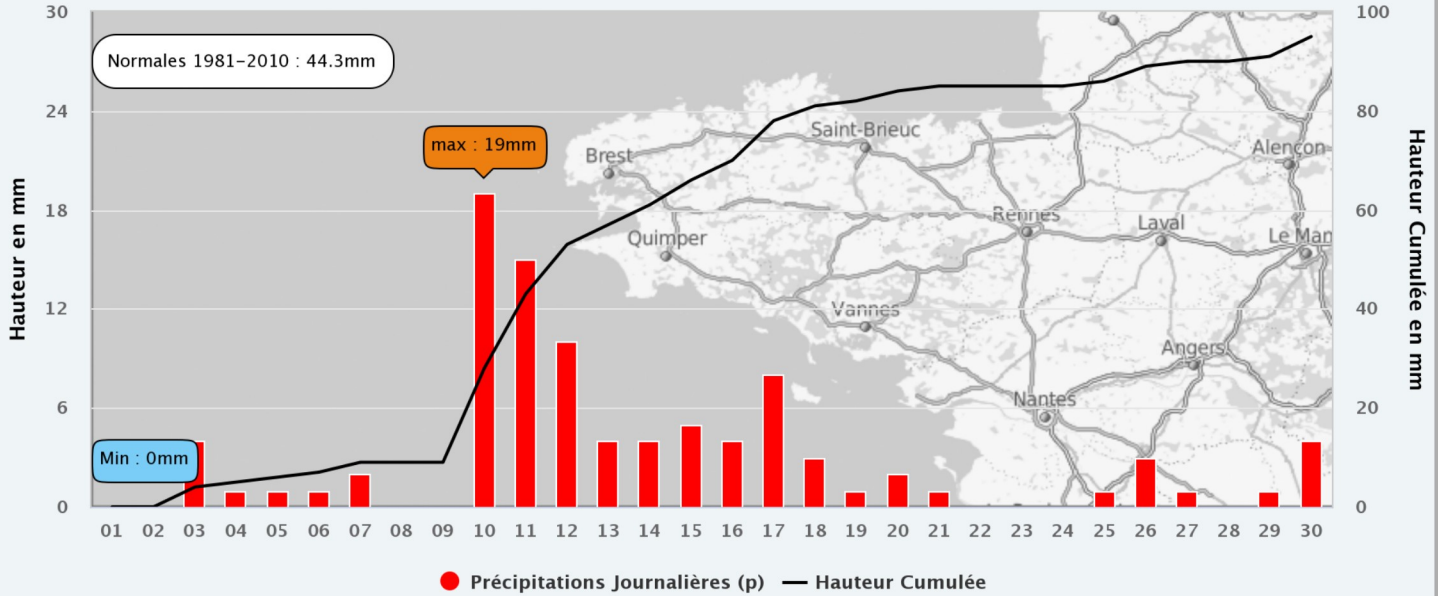 30
100
Normales 1981-2010 : 44.3mm
24
80
max : 19mm
Saint-Brieuc
Brest
Alençon
18
60
Rennes
Laval
Quimper
Le Man
12
40
Vannes
Angers
6
20
Nantes
Min : 0mm
0
0
Hauteur en mm
Hauteur Cumulée en mm
01 02 03 04 05 06 07 08 09 10 11 12 13 14 15 16 17 18 19 20 21 22 23 24 25 26 27 28 29 30
Précipitations Journalières (p) Hauteur Cumulée